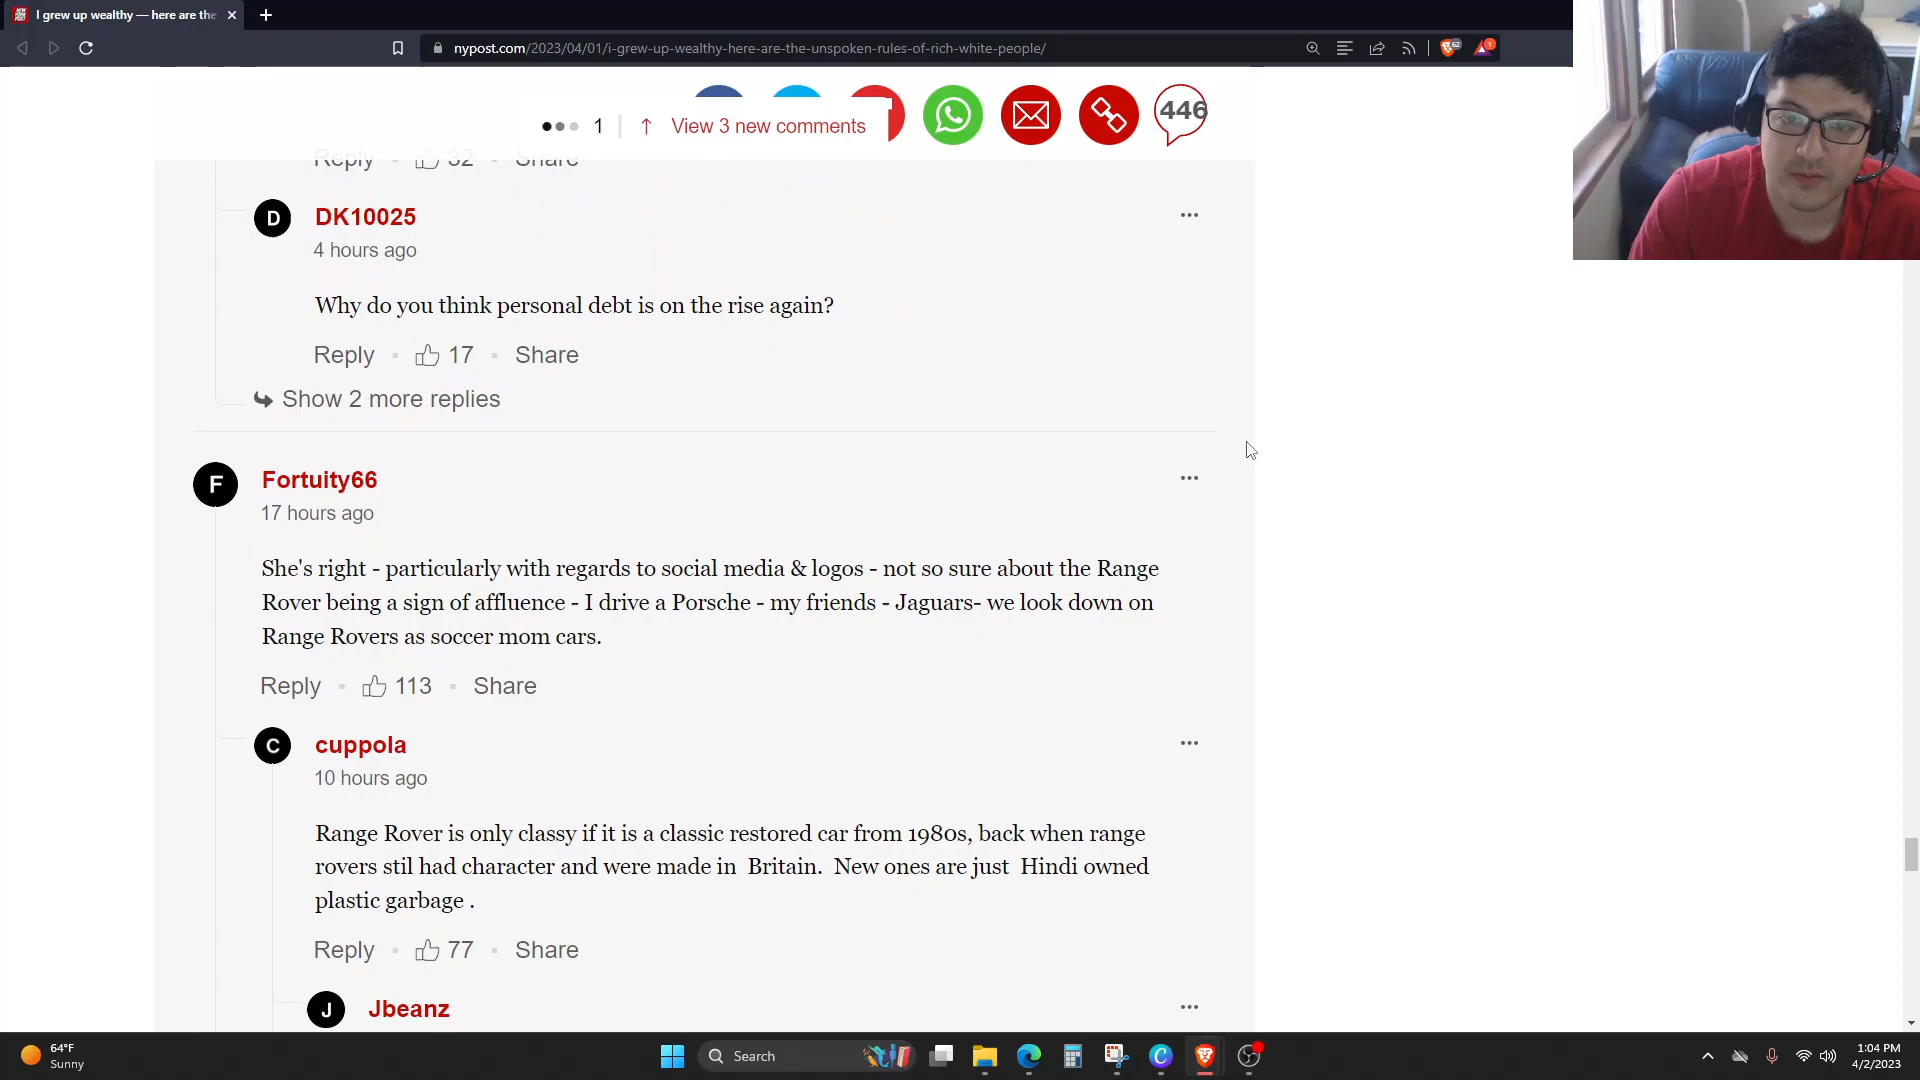 I grew up wealthy — here are the
nypost.com/2023/04/01/i-grew-up-wealthy-here-are-the-unspoken-rules-of-rich-white-people/
62
1
1
View 3 new comments
446
Reply
32
Share
D
DK10025
4 hours ago
Why do you think personal debt is on the rise again?
Reply
17
Share
Show 2 more replies
F
Fortuity66
17 hours ago
She's right - particularly with regards to social media & logos - not so sure about the Range
Rover being a sign of affluence - I drive a Porsche - my friends - Jaguars- we look down on
Range Rovers as soccer mom cars.
Reply
113
Share
C
cuppola
10 hours ago
Range Rover is only classy if it is a classic restored car from 1980s, back when range
rovers stil had character and were made in Britain. New ones are just Hindi owned
plastic garbage .
Reply
77
Share
J
Jbeanz
64°F
Sunny
Search
1:04 PM
4/2/2023